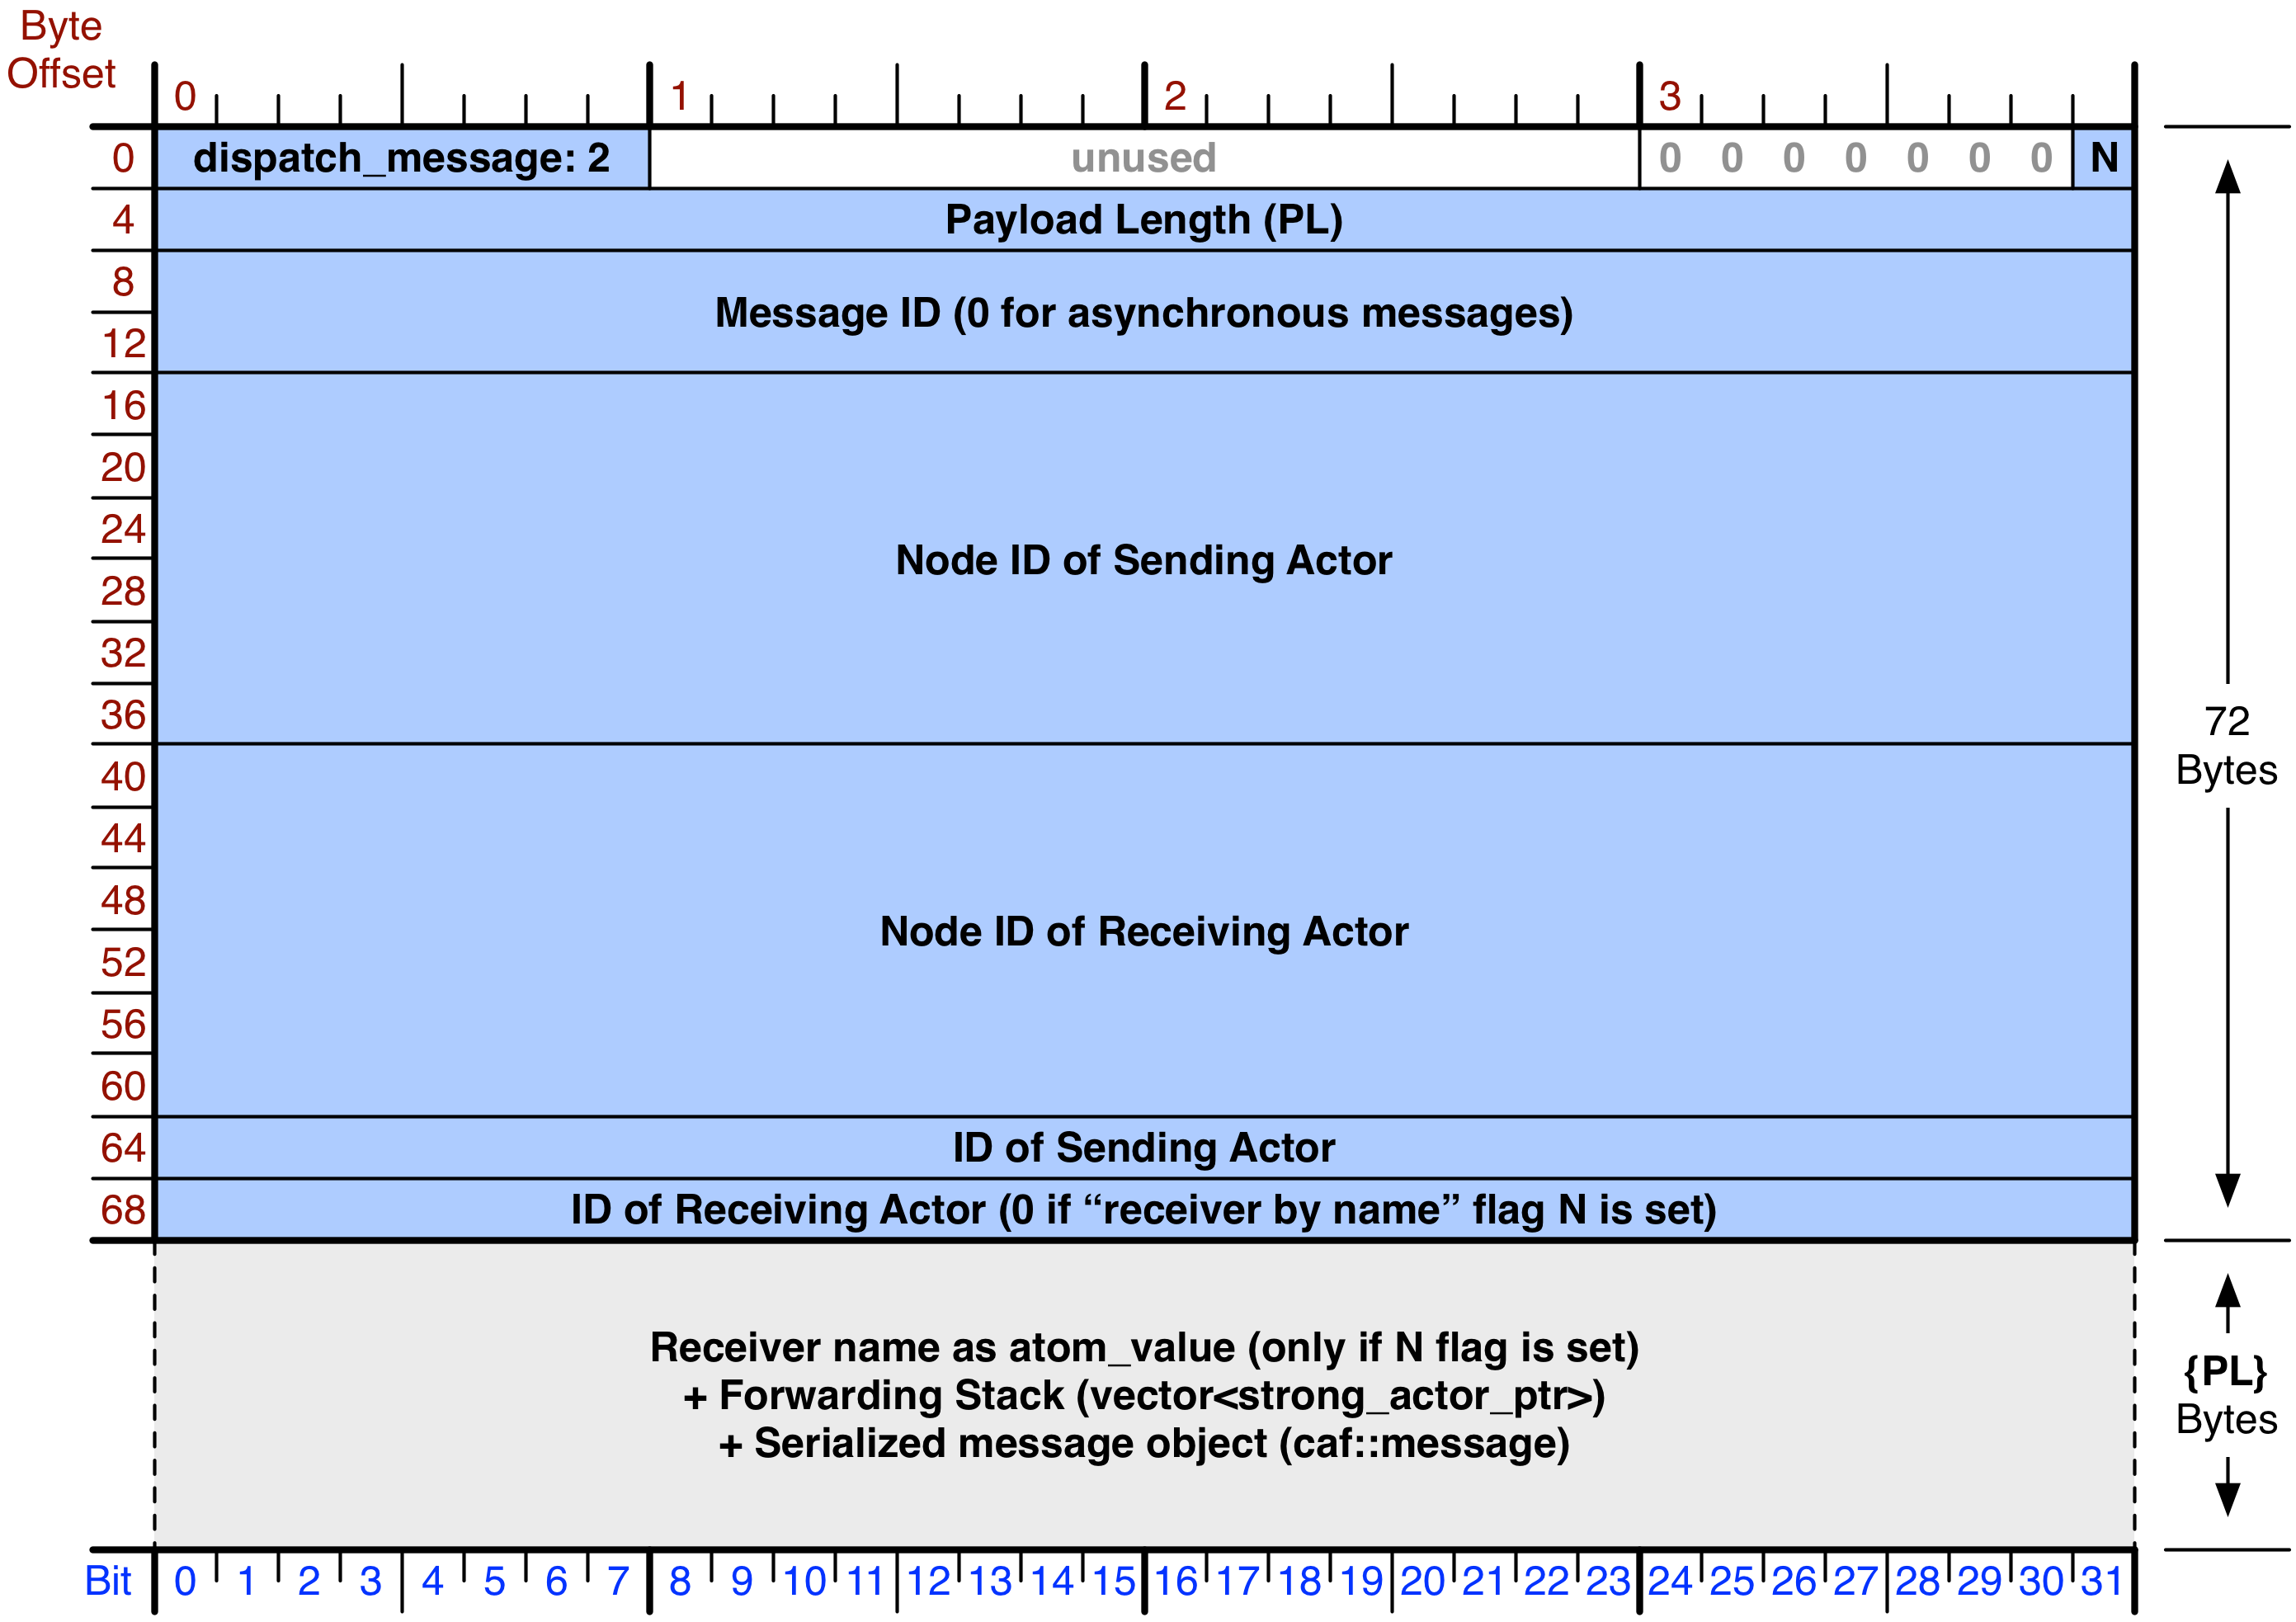 Byte
Offset
0 1 2 3
0 dispatch_message: 2 unused 0 0 0 0 0 0 0 N
4 Payload Length (PL)
8
Message ID (0 for asynchronous messages)
12
16
20
24
Node ID of Sending Actor
28
32
36
72
Bytes
40
44
48
Node ID of Receiving Actor
52
56
60
64 ID of Sending Actor
68 ID of Receiving Actor (0 if “receiver by name” flag N is set)
Receiver name as atom_value (only if N flag is set)
+ Forwarding Stack (vector<strong_actor_ptr>)
+ Serialized message object (caf::message)
{PL}
Bytes
Bit 0 1 2 3 4 5 6 7 8 9 10 11 12 13 14 15 16 17 18 19 20 21 22 23 24 25 26 27 28 29 30 31